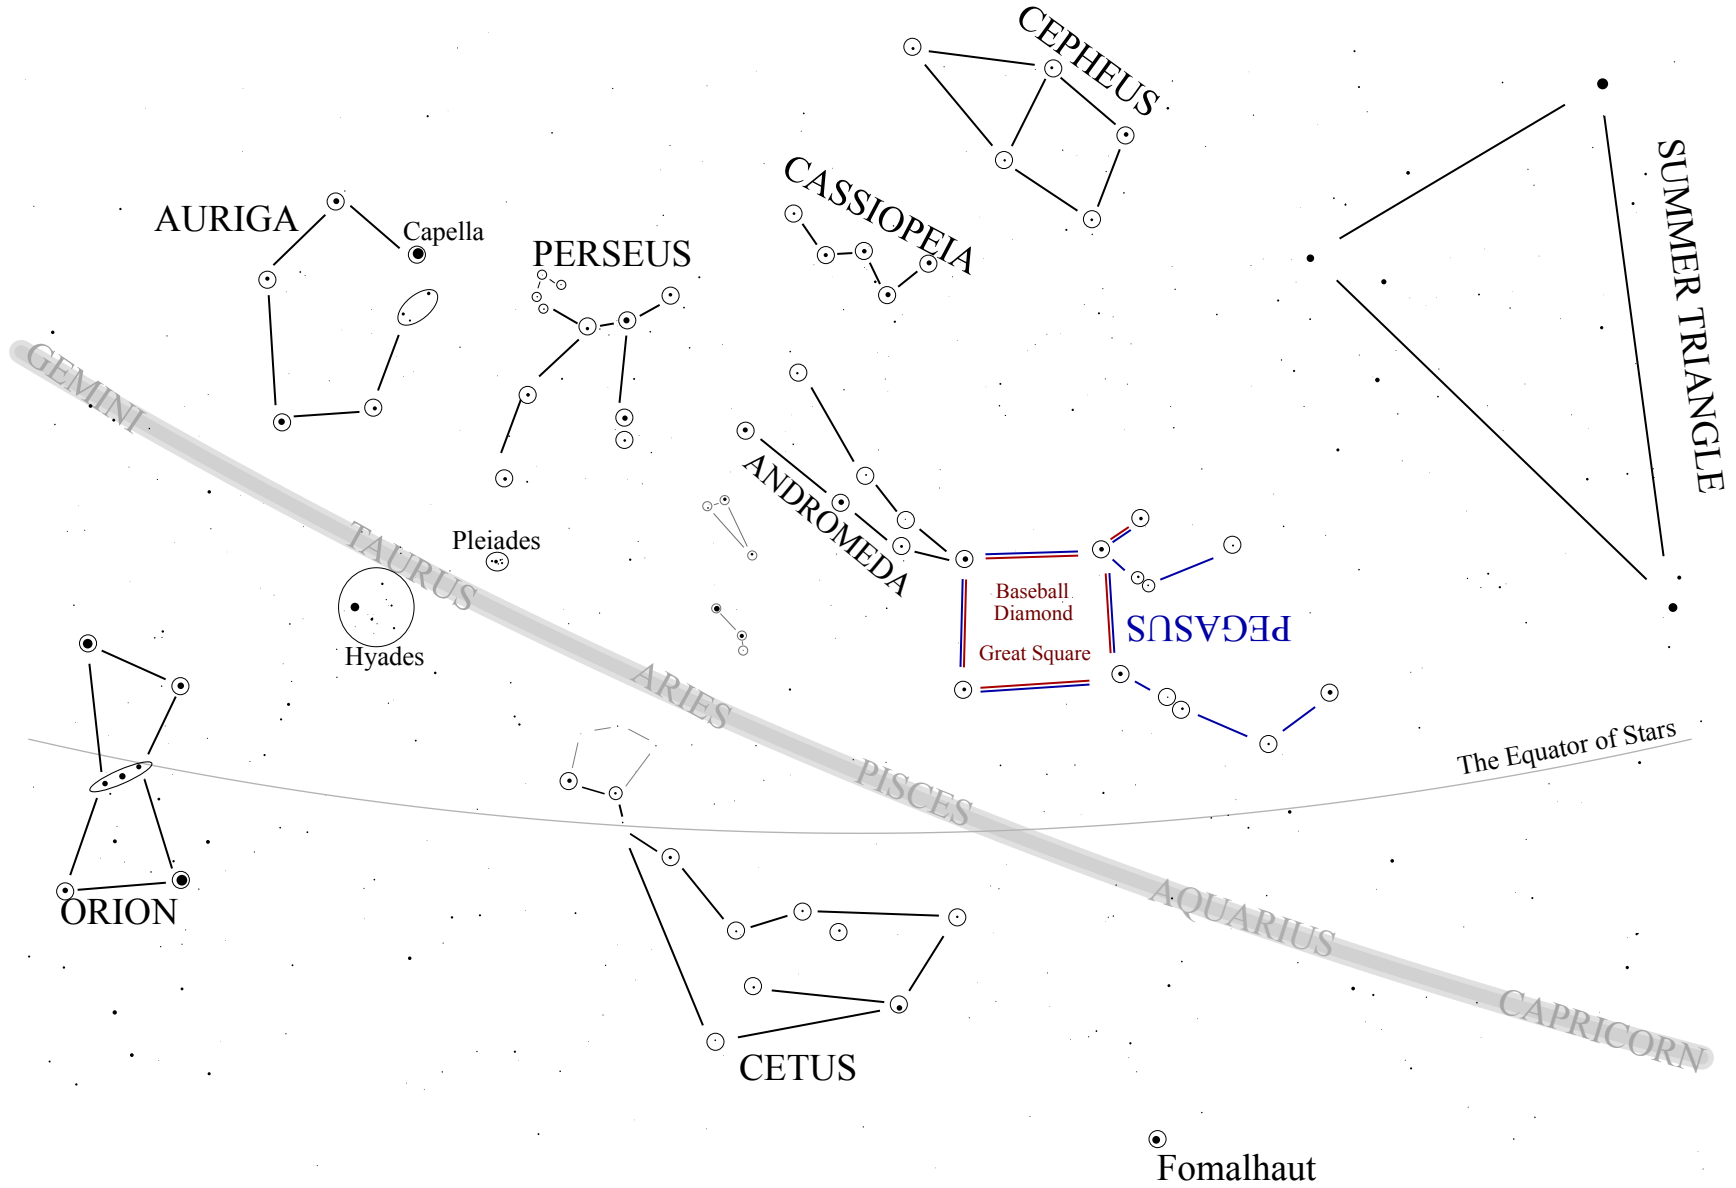 CEPHEUS
SUMMER TRIANGLE
CASSIOPEIA
AURIGA
Capella
PERSEUS
GEMINI
ANDROMEDA
TAURUS
Pleiades
Hyades
Baseball
Diamond
Great Square
PEGASUS
ARIES
The Equator of Stars
PISCES
ORION
AQUARIUS
CAPRICORN
CETUS
Fomalhaut